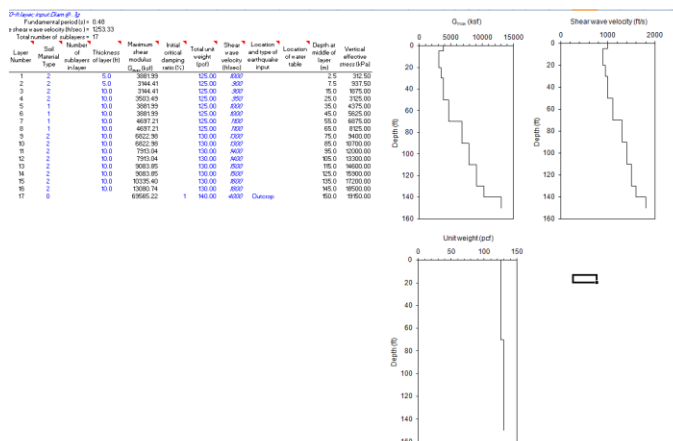 Fundamental period (s) = 0.48
shear wave velocity (ft/sec) = 1253.33
Total number of sublayers = 17
Layer Number Soil Material Type Number of sublayers in layer Thickness of layer (ft) Maximum shear modulus Gmax (ksf) Initial critical damping ratio (%) Total unit weight (pcf) Shear wave velocity (ft/sec) Location and type of earthquake input Location of water table Depth at middle of layer (m) Vertical effective stress (kPa)
1 2 5.0 3881.99 125.00 1000 2.5 312.50
2 2 5.0 3144.41 125.00 900 7.5 937.50
3 2 10.0 3144.41 125.00 900 15.0 1875.00
4 2 10.0 3503.49 125.00 950 25.0 3125.00
5 1 10.0 3881.99 125.00 1000 35.0 4375.00
6 1 10.0 3881.99 125.00 1000 45.0 5625.00
7 1 10.0 4697.21 125.00 1100 55.0 6875.00
8 1 10.0 4697.21 125.00 1100 65.0 8125.00
9 2 10.0 6822.98 130.00 1300 75.0 9400.00
10 2 10.0 6822.98 130.00 1300 85.0 10700.00
11 2 10.0 7913.04 130.00 1400 95.0 12000.00
12 2 10.0 7913.04 130.00 1400 105.0 13300.00
13 2 10.0 9083.85 130.00 1500 115.0 14600.00
14 2 10.0 9083.85 130.00 1500 125.0 15900.00
15 2 10.0 10335.40 130.00 1600 135.0 17200.00
16 2 10.0 13080.74 130.00 1800 145.0 18500.00
17 0 69565.22 1 140.00 4000 Outcrop 150.0 19150.00
Gmax (ksf)
0 5000 10000 15000
0
20
40
60
80
100
120
140
160
Depth (ft)
Shear wave velocity (ft/s)
0 1000 2000
0
20
40
60
80
100
120
140
160
Depth (ft)
Unit weight (pcf)
0 50 100 150
0
20
40
60
80
100
120
140
160
Depth (ft)